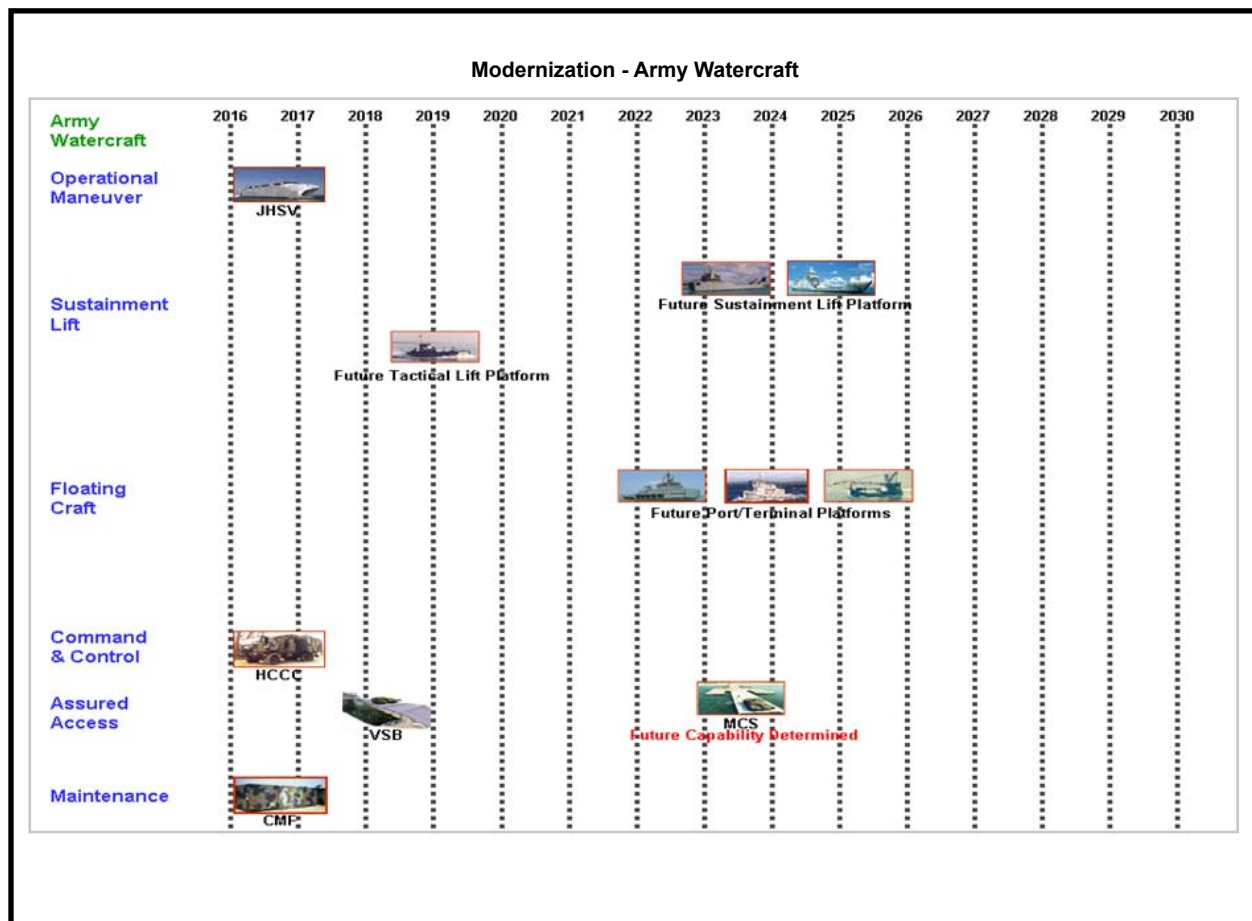 Modernization - Army Watercraft
Army
Watercraft
2016 2017 2018 2019 2020 2021 2022 2023 2024 2025 2026 2027 2028 2029 2030
Operational
Maneuver
JHSV
Sustainment
Lift
Future Sustainment Lift Platform
Future Tactical Lift Platform
Floating
Craft
Future Port/Terminal Platforms
Command
& Control
HCCC
Assured
Access
VSB
MCS
Future Capability Determined
Maintenance
CMF